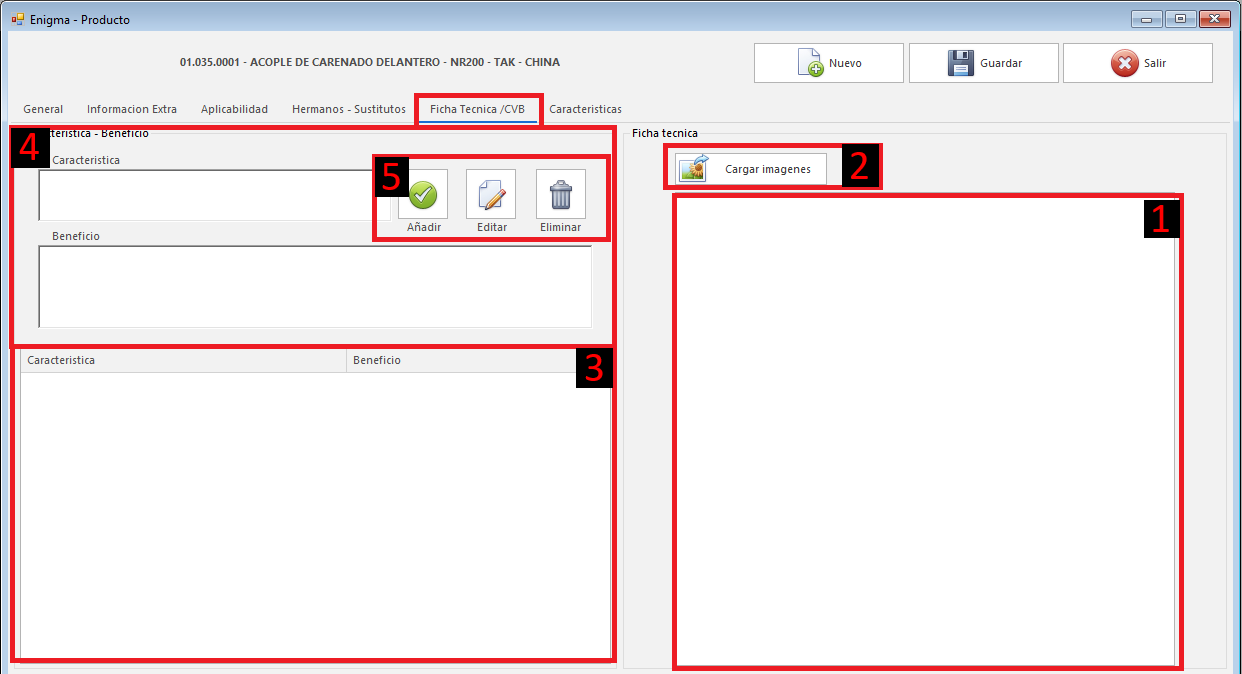 Enigma - Producto
01.035.0001 - ACOPLE DE CARENADO DELANTERO - NR200 - TAK - CHINA
Nuevo
Guardar
Salir
General
Informacion Extra
Aplicabilidad
Hermanos - Sustitutos
Ficha Tecnica /CVB
Caracteristicas
4
teristica - Beneficio
Caracteristica
5
Añadir
Editar
Eliminar
Beneficio
Caracteristica
Beneficio
3
Ficha tecnica
Cargar imagenes
2
1